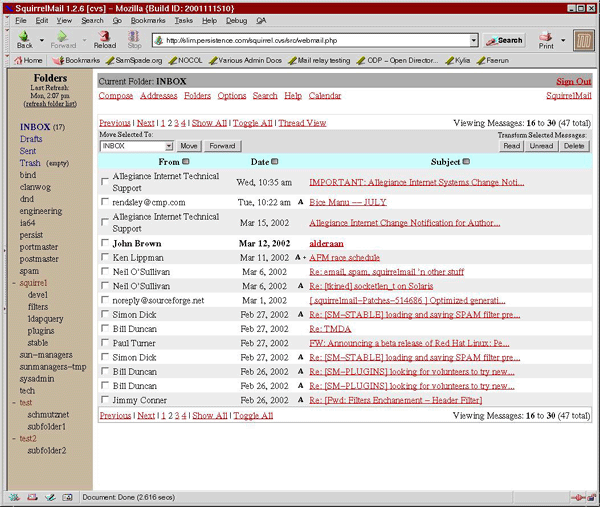 SquirrelMail 1.2.6 [cvs] - Mozilla {Build ID: 2001111510}
File Edit View Search Go Bookmarks Tasks Help Debug QA
Back Forward Reload Stop http://slim.persistence.com/squirrel.cvs/src/webmail.php Search Print
Home Bookmarks SamSpade.org NOCOL Various Admin Docs Mail relay testing ODP - Open Director... Kylia Faerun
Folders
Last Refresh:
Mon, 2:07 pm
(refresh folder list)
INBOX (17)
Drafts
Sent
Trash (empty)
bind
clanwog
dnd
engineering
ia64
persist
portmaster
postmaster
spam
- squirrel
devel
filters
ldapquery
plugins
stable
sun-managers
sunmanagers-tmp
sysadmin
tech
- test
schmutznet
subfolder1
- test2
subfolder2
Current Folder: INBOX Sign Out
Compose Addresses Folders Options Search Help Calendar SquirrelMail
Previous | Next | 1 2 3 4 | Show All | Toggle All | Thread View Viewing Messages: 16 to 30 (47 total)
Move Selected To: Transform Selected Messages:
INBOX Move Forward Read Unread Delete
From Date Subject
Allegiance Internet Technical Support Wed, 10:35 am IMPORTANT: Allegiance Internet Systems Change Noti...
rendsley@cmp.com Tue, 10:22 am A Bice Manu --- JULY
Allegiance Internet Technical Support Mar 15, 2002 Allegiance Internet Change Notification for Author...
John Brown Mar 12, 2002 alderaan
Ken Lippman Mar 11, 2002 A + AFM race schedule
Neil O'Sullivan Mar 6, 2002 Re: email, spam, squirrelmail 'n other stuff
Neil O'Sullivan Mar 6, 2002 A Re: [tkined] socketlen_t on Solaris
noreply@sourceforge.net Mar 1, 2002 [ squirrelmail-Patches-514686 ] Optimized generati...
Simon Dick Feb 27, 2002 A Re: [SM-STABLE] loading and saving SPAM filter pre...
Bill Duncan Feb 27, 2002 Re: TMDA
Paul Turner Feb 27, 2002 FW: Announcing a beta release of Red Hat Linux: Pe...
Simon Dick Feb 27, 2002 A Re: [SM-STABLE] loading and saving SPAM filter pre...
Bill Duncan Feb 26, 2002 A Re: [SM-PLUGINS] looking for volunteers to try new...
Bill Duncan Feb 26, 2002 A Re: [SM-PLUGINS] looking for volunteers to try new...
Jimmy Conner Feb 26, 2002 A Re: [Fwd: Filters Enchanement - Header Filter]
Previous | Next | 1 2 3 4 | Show All | Toggle All Viewing Messages: 16 to 30 (47 total)
Document: Done (2.616 secs)